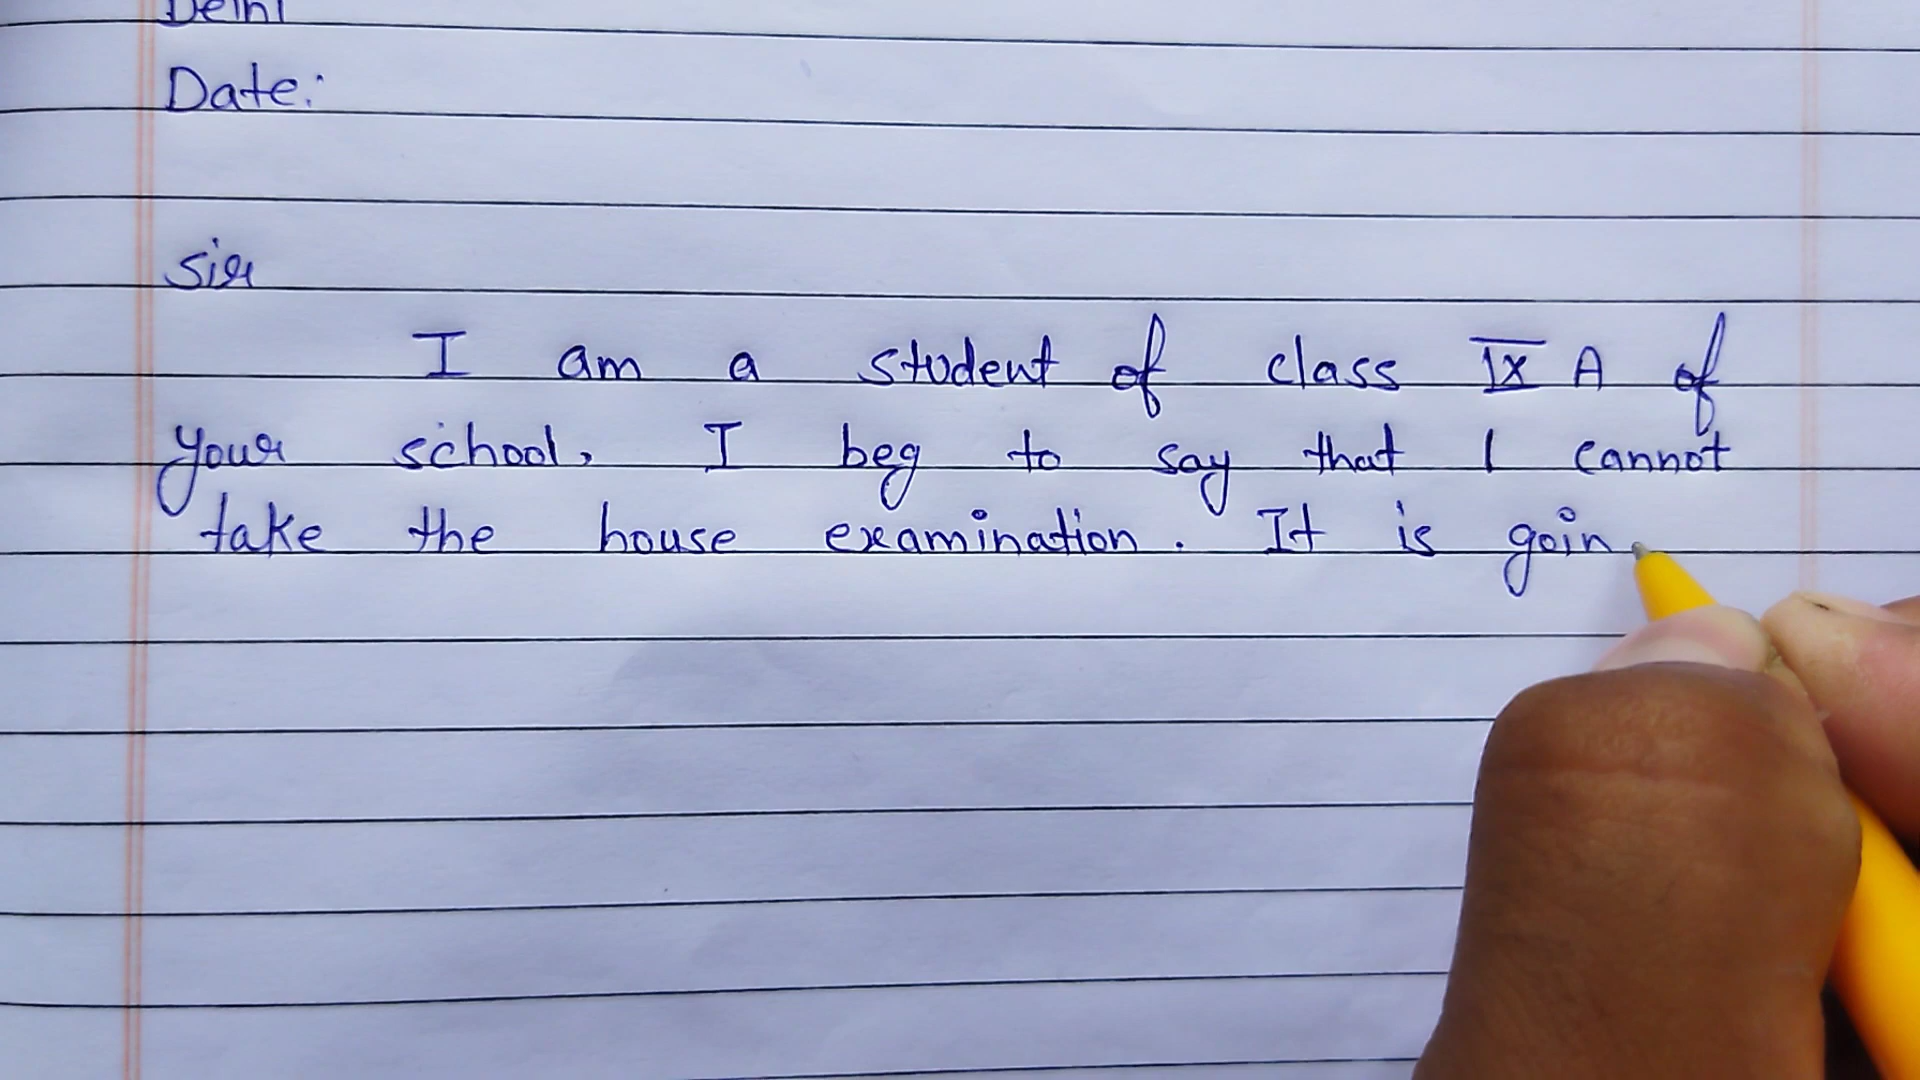 Delhi
Date:
Sir
I am a student of class IX A of
your school, I beg to say that I cannot
take the house examination. It is goin